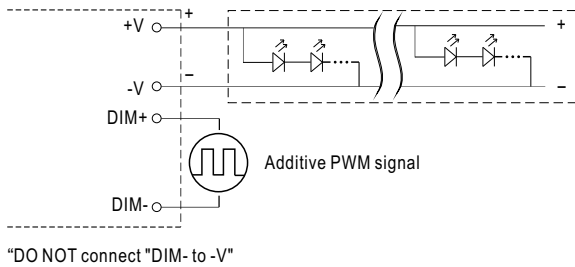 +V + +
-V – –
DIM+
Additive PWM signal
DIM-
“DO NOT connect "DIM- to -V"